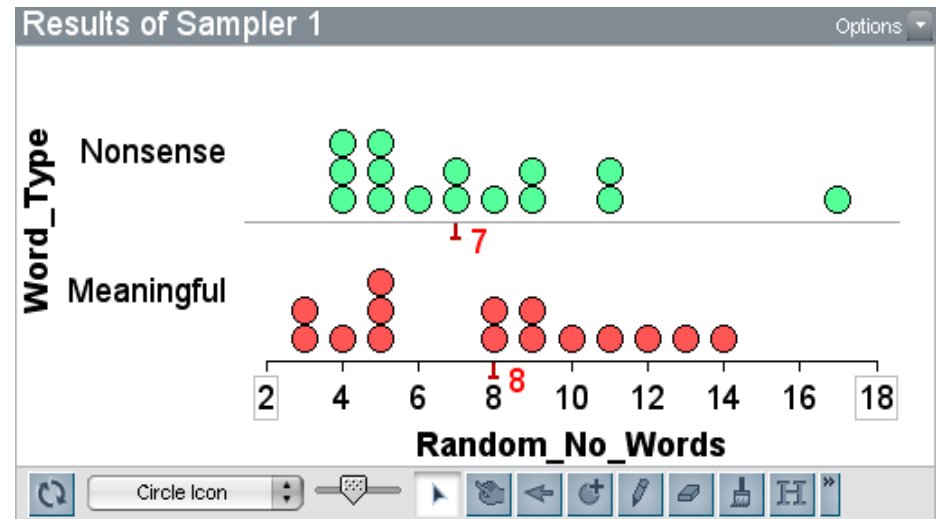 Results of Sampler 1
Options
Word_Type
Nonsense
7
Meaningful
8
2 4 6 8 10 12 14 16 18
Random_No_Words
Circle Icon
H
»